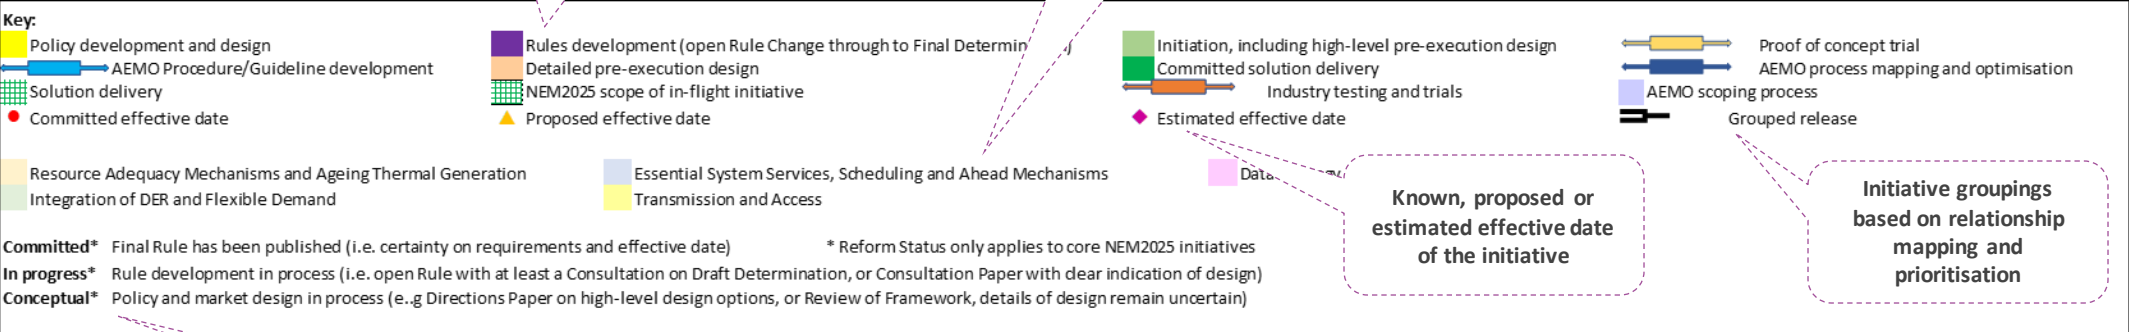 Key:
Policy development and design
Rules development (open Rule Change through to Final Determin
Initiation, including high-level pre-execution design
Proof of concept trial
AEMO Procedure/Guideline development
Detailed pre-execution design
Committed solution delivery
AEMO process mapping and optimisation
Solution delivery
NEM2025 scope of in-flight initiative
Industry testing and trials
AEMO scoping process
Committed effective date
Proposed effective date
Estimated effective date
Grouped release
Resource Adequacy Mechanisms and Ageing Thermal Generation
Essential System Services, Scheduling and Ahead Mechanisms
Data
Integration of DER and Flexible Demand
Transmission and Access
Known, proposed or
estimated effective date
of the initiative
Initiative groupings
based on relationship
mapping and
prioritisation
Committed* Final Rule has been published (i.e. certainty on requirements and effective date)
* Reform Status only applies to core NEM2025 initiatives
In progress* Rule development in process (i.e. open Rule with at least a Consultation on Draft Determination, or Consultation Paper with clear indication of design)
Conceptual* Policy and market design in process (e..g Directions Paper on high-level design options, or Review of Framework, details of design remain uncertain)